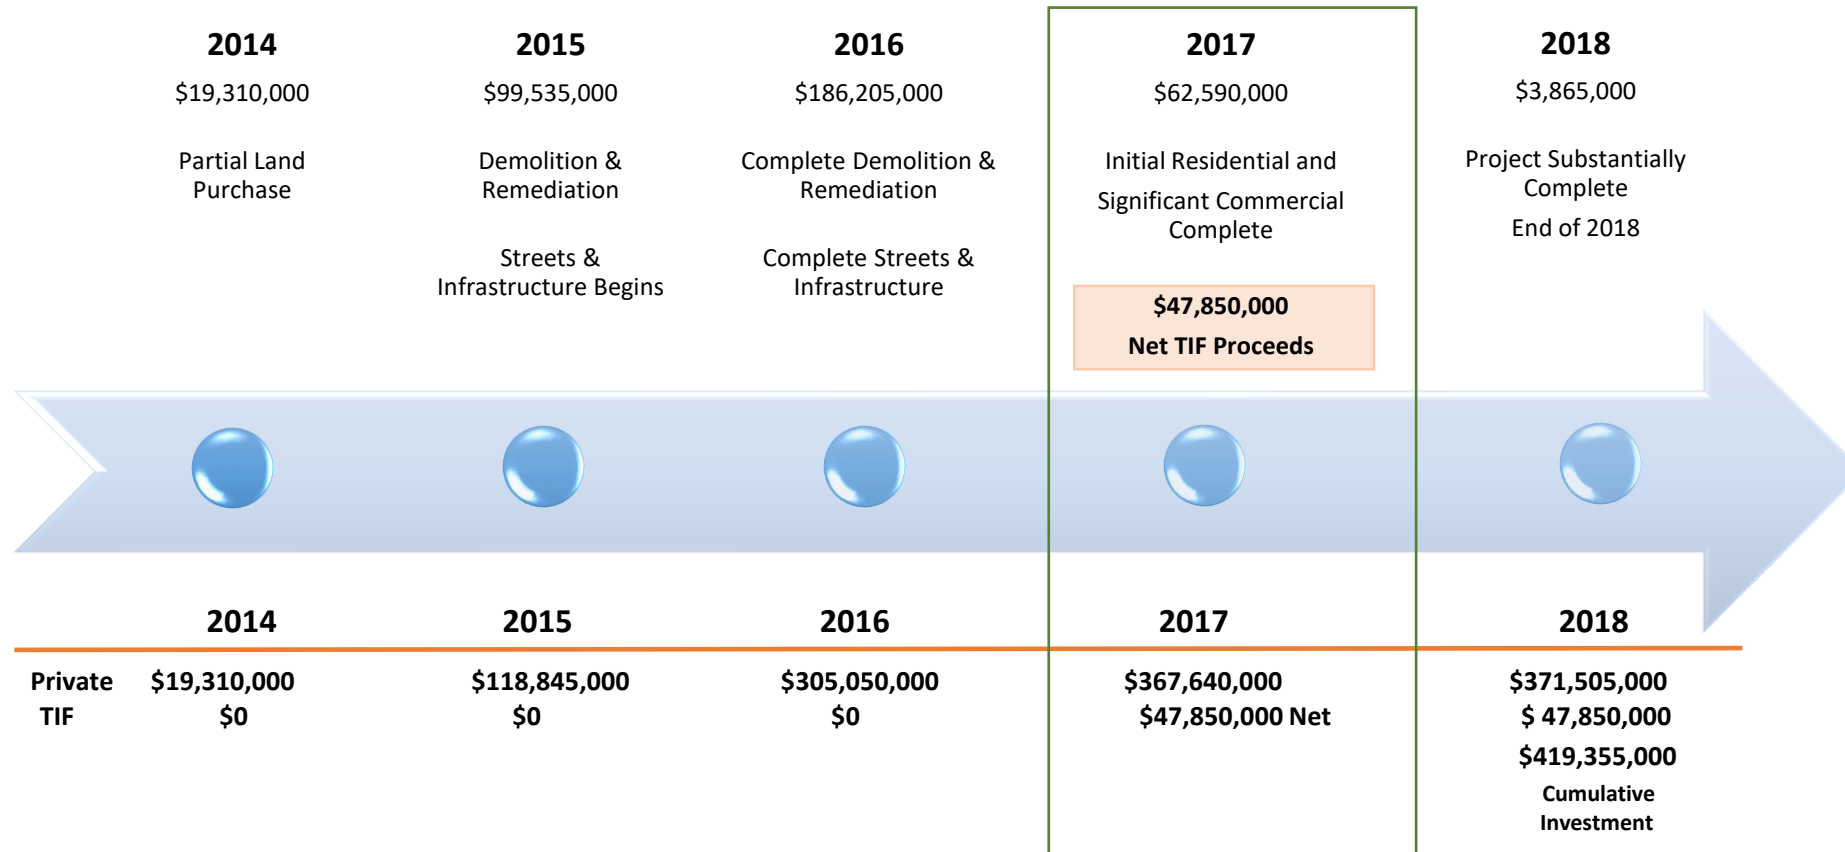 2014
$19,310,000
Partial Land
Purchase
2015
$99,535,000
Demolition &
Remediation
Streets &
Infrastructure Begins
2016
$186,205,000
Complete Demolition &
Remediation
Complete Streets &
Infrastructure
2017
$62,590,000
Initial Residential and
Significant Commercial
Complete
$47,850,000
Net TIF Proceeds
2018
$3,865,000
Project Substantially
Complete
End of 2018
2014 2015 2016 2017 2018
Private $19,310,000 $118,845,000 $305,050,000 $367,640,000 $371,505,000
TIF $0 $0 $0 $47,850,000 Net $ 47,850,000
$419,355,000
Cumulative
Investment